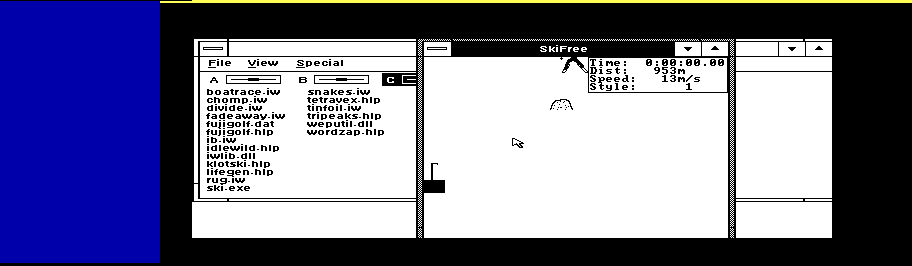 SkiFree
File View Special
Time: 0:00:00.00
Dist: 953m
Speed: 13m/s
Style: 1
A B C
boatrace.iw snakes.iw
chomp.iw tetravex.hlp
divide.iw tinfoil.iw
fadeaway.iw tripeaks.hlp
fujigolf.dat weputil.dll
fujigolf.hlp wordzap.hlp
ib.iw
idlewild.hlp
iwlib.dll
klotski.hlp
lifegen.hlp
rug.iw
ski.exe